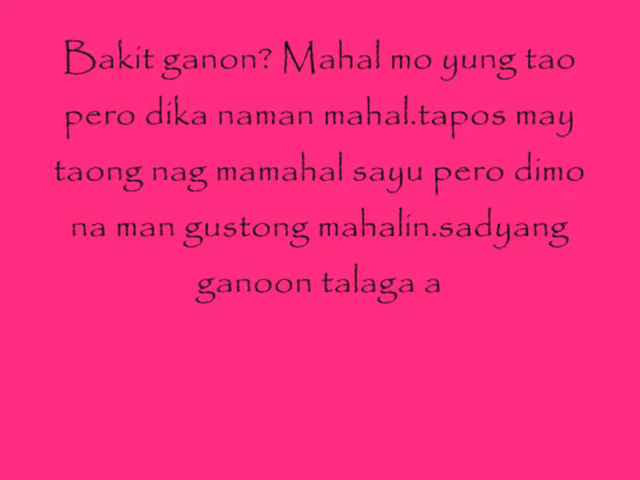 Bakit ganon? Mahal mo yung tao
pero dika naman mahal.tapos may
taong nag mamahal sayu pero dimo
na man gustong mahalin.sadyang
ganoon talaga a